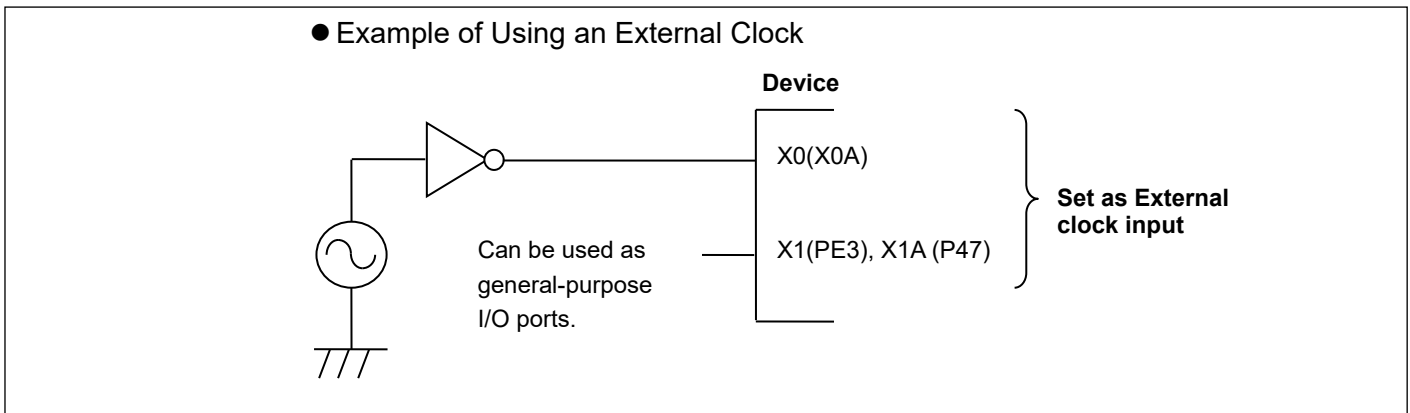 ● Example of Using an External Clock
Device
X0(X0A)
Set as External
clock input
Can be used as
general-purpose
I/O ports.
X1(PE3), X1A (P47)